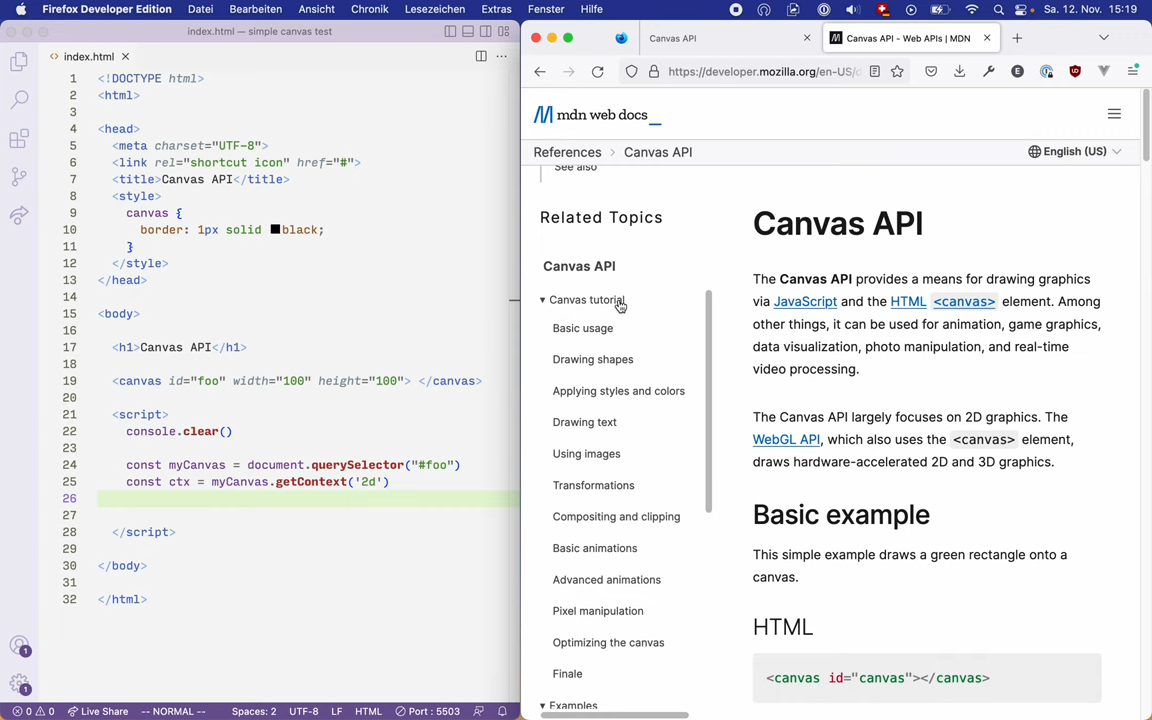 Firefox Developer Edition Datei Bearbeiten Ansicht Chronik Lesezeichen Extras Fenster Hilfe Sa. 12. Nov. 15:19
index.html — simple canvas test
index.html
1 <!DOCTYPE html>
2 <html>
3
4 <head>
5 <meta charset="UTF-8">
6 <link rel="shortcut icon" href="#">
7 <title>Canvas API</title>
8 <style>
9 canvas {
10 border: 1px solid black;
11 }
12 </style>
13 </head>
14
15 <body>
16
17 <h1>Canvas API</h1>
18
19 <canvas id="foo" width="100" height="100"> </canvas>
20
21 <script>
22 console.clear()
23
24 const myCanvas = document.querySelector("#foo")
25 const ctx = myCanvas.getContext('2d')
26
27
28 </script>
29
30 </body>
31
32 </html>
1
1
0 0 Live Share -- NORMAL -- Spaces: 2 UTF-8 LF HTML Port : 5503
Canvas API
Canvas API - Web APIs | MDN
https://developer.mozilla.org/en-US/
mdn web docs_
References > Canvas API
English (US)
See also
Related Topics
Canvas API
Canvas tutorial
Basic usage
Drawing shapes
Applying styles and colors
Drawing text
Using images
Transformations
Compositing and clipping
Basic animations
Advanced animations
Pixel manipulation
Optimizing the canvas
Finale
Examples
Canvas API
The Canvas API provides a means for drawing graphics
via JavaScript and the HTML <canvas> element. Among
other things, it can be used for animation, game graphics,
data visualization, photo manipulation, and real-time
video processing.
The Canvas API largely focuses on 2D graphics. The
WebGL API, which also uses the <canvas> element,
draws hardware-accelerated 2D and 3D graphics.
Basic example
This simple example draws a green rectangle onto a
canvas.
HTML
<canvas id="canvas"></canvas>